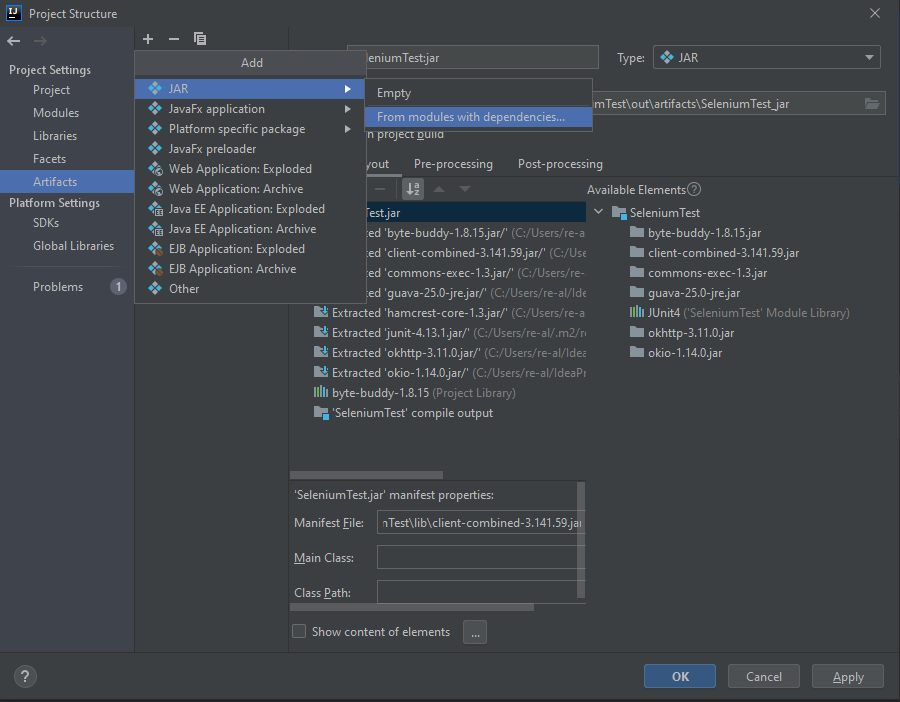 Project Structure
Project Settings
Project
Modules
Libraries
Facets
Artifacts
Platform Settings
SDKs
Global Libraries
Problems 1
Add
JAR
JavaFx application
Platform specific package
JavaFx preloader
Web Application: Exploded
Web Application: Archive
Java EE Application: Exploded
Java EE Application: Archive
EJB Application: Exploded
EJB Application: Archive
Other
Empty
From modules with dependencies...
eleniumTest:jar
Type: JAR
mTest\out\artifacts\SeleniumTest_jar
n project build
yout Pre-processing Post-processing
Test.jar
ed 'byte-buddy-1.8.15.jar/' (C:/Users/re-a
ed 'client-combined-3.141.59.jar/' (C:/Us
ed 'commons-exec-1.3.jar/' (C:/Users/re-
ed 'guava-25.0-jre.jar/' (C:/Users/re-al/Ide
Extracted 'hamcrest-core-1.3.jar/' (C:/Users/re-al
Extracted 'junit-4.13.1.jar/' (C:/Users/re-al/.m2/r
Extracted 'okhttp-3.11.0.jar/' (C:/Users/re-al/Idea
Extracted 'okio-1.14.0.jar/' (C:/Users/re-al/IdeaPr
byte-buddy-1.8.15 (Project Library)
'SeleniumTest' compile output
Available Elements ?
SeleniumTest
byte-buddy-1.8.15.jar
client-combined-3.141.59.jar
commons-exec-1.3.jar
guava-25.0-jre.jar
JUnit4 ('SeleniumTest' Module Library)
okhttp-3.11.0.jar
okio-1.14.0.jar
'SeleniumTest.jar' manifest properties:
Manifest File: nTest\lib\client-combined-3.141.59.jar
Main Class:
Class Path:
Show content of elements ...
? OK Cancel Apply